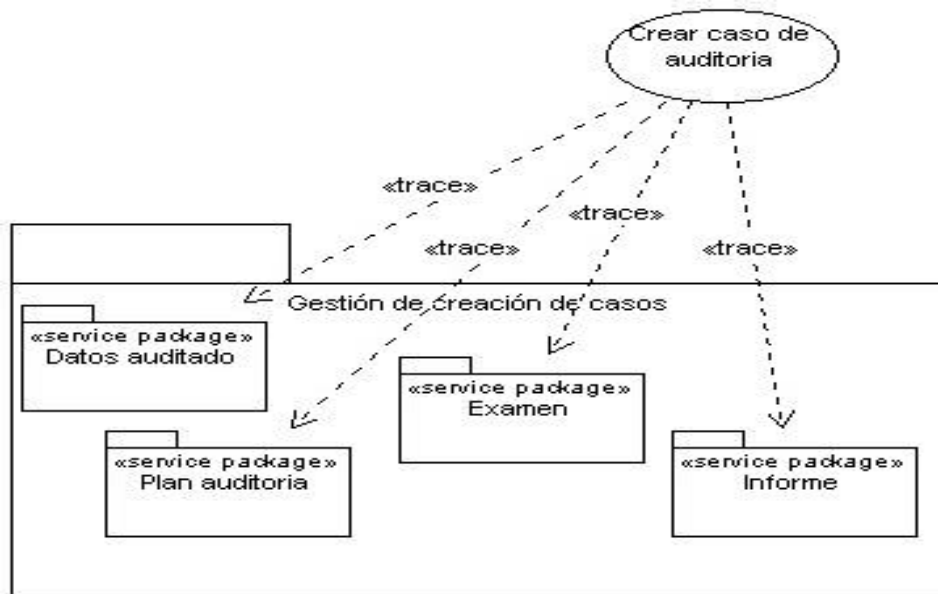 Crear caso de
auditoria
«trace»
«trace»
«trace»
«trace»
Gestión de creación de casos
«service package»
Datos auditado
«service package»
Examen
«service package»
Plan auditoria
«service package»
Informe